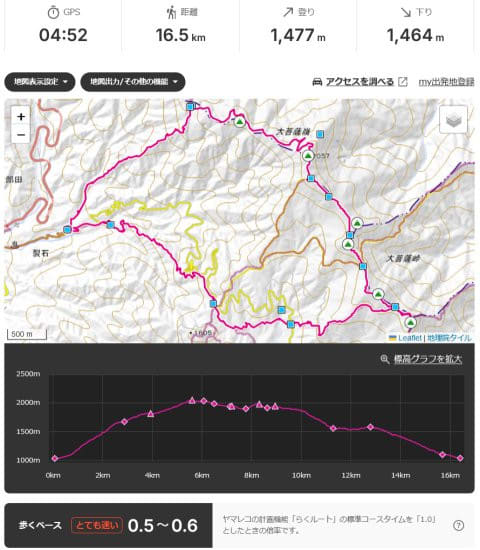 GPS 距離 登り 下り
04:52 16.5 km 1,477 m 1,464 m
地図表示設定 地図出力/その他の機能 アクセスを調べる my出発地登録
+
−
大菩薩嶺
2057
部田
裂石
大菩薩峠
1609
500 m
Leaflet | 地理院タイル
標高グラフを拡大
2500m
2000m
1500m
1000m
0km 2km 4km 6km 7km 8km 10km 12km 14km 16km
歩くペース とても速い 0.5 〜 0.6
ヤマレコの計画機能「らくルート」の標準コースタイムを「1.0」
としたときの倍率です。